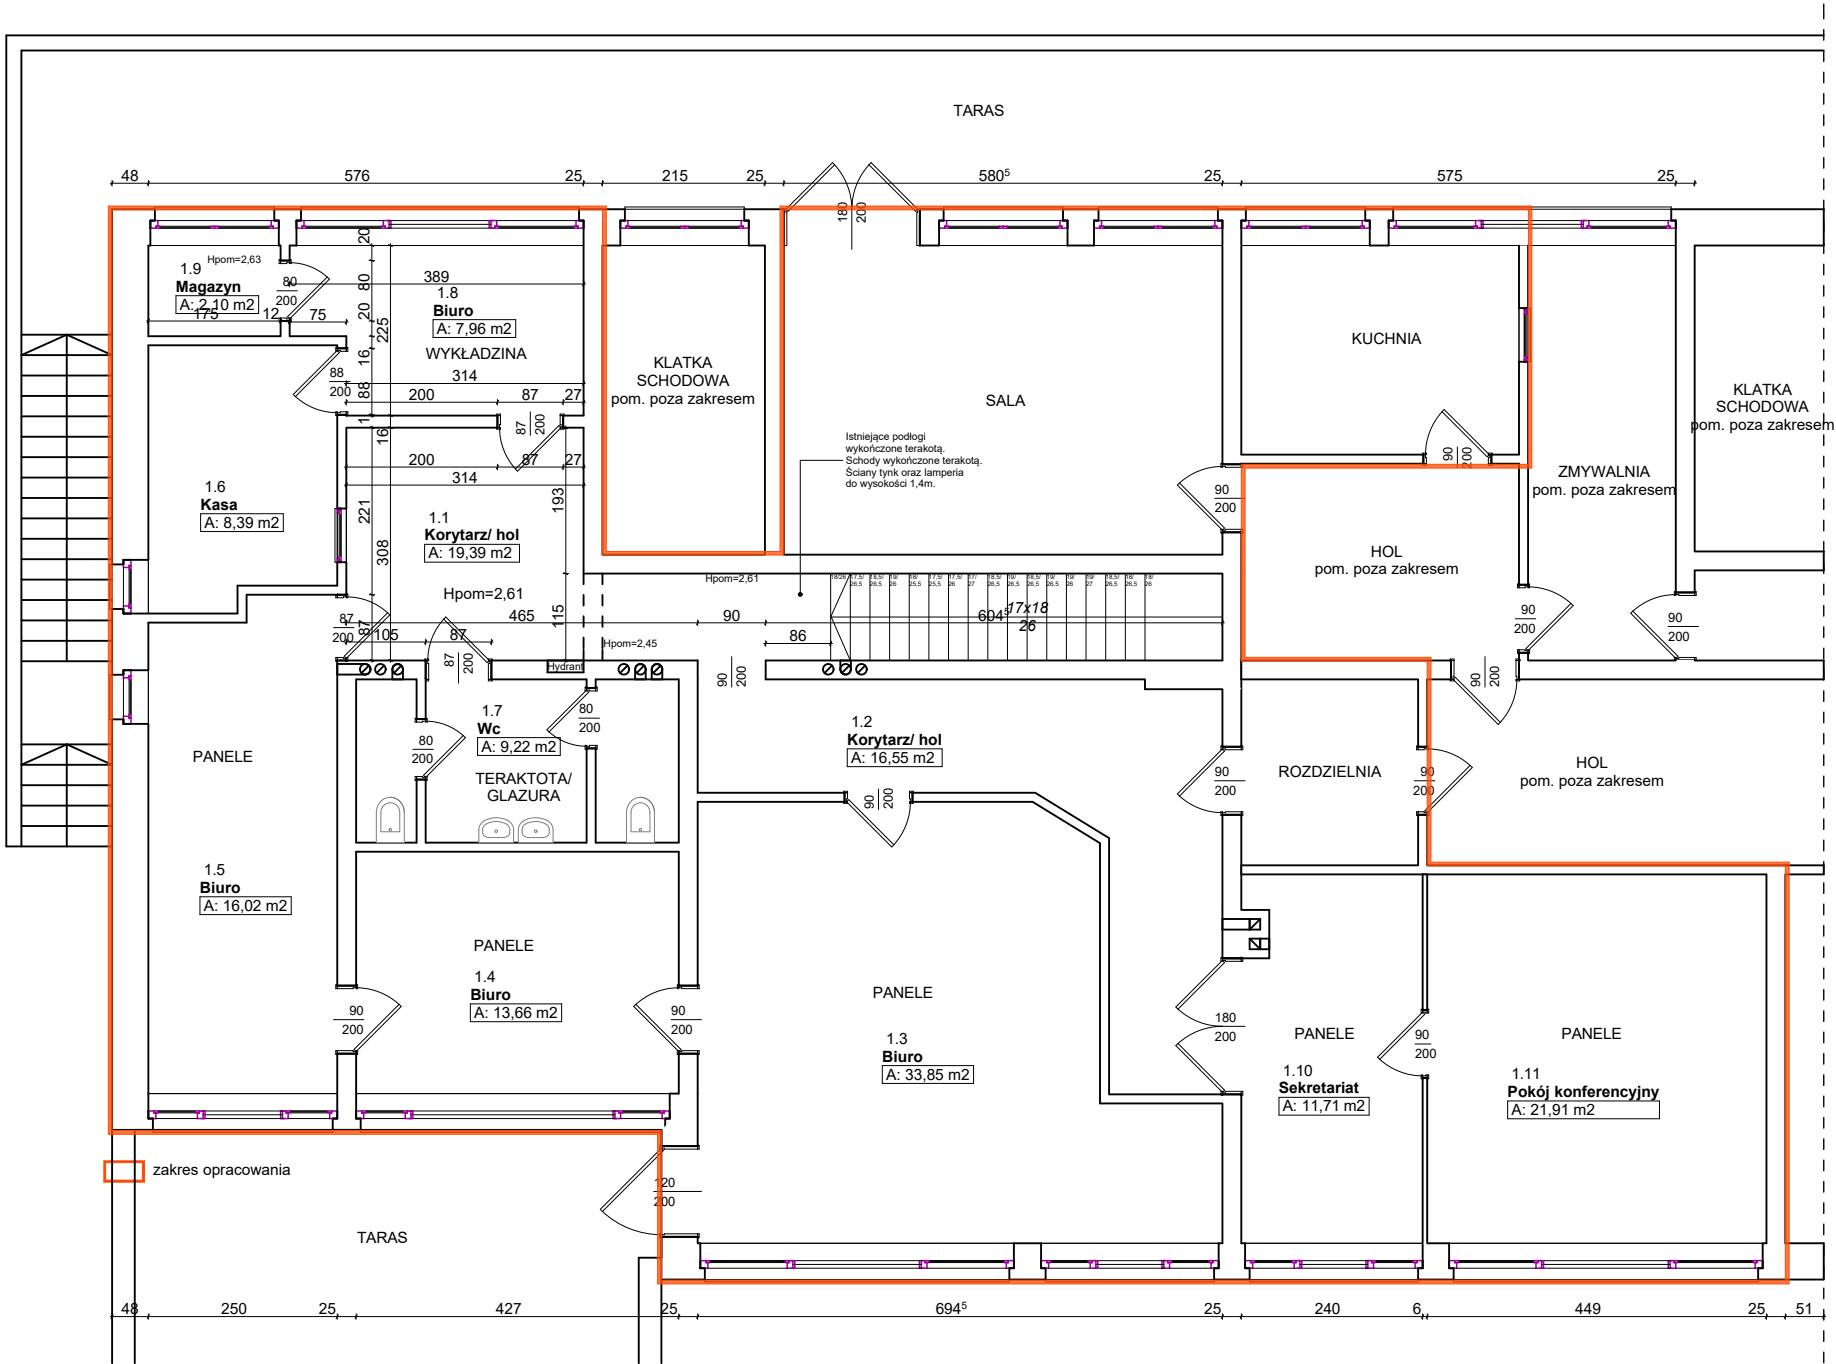 TARAS
48
576
25
215
25
580⁵
25
575
25
180
200
20
1.9
Hpom=2,63
Magazyn
A: 2,10 m2
80
200
175
12
75
389
80
20
225
16
88
1.8
Biuro
A: 7,96 m2
WYKŁADZINA
314
200
87
27
88
200
87
200
16
1
KLATKA
SCHODOWA
pom. poza zakresem
SALA
KUCHNIA
KLATKA
SCHODOWA
pom. poza zakresem
Istniejące podłogi
wykończone terakotą.
Schody wykończone terakotą.
Ściany tynk oraz lamperia
do wysokości 1,4m.
90
200
90
200
ZMYWALNIA
pom. poza zakresem
200
87
27
314
193
221
308
1.6
Kasa
A: 8,39 m2
1.1
Korytarz/ hol
A: 19,39 m2
Hpom=2,61
HOL
pom. poza zakresem
Hpom=2,61
465
90
604⁵
17x18
26
86
115
87
200
87
105
87
87
200
Hydrant
Hpom=2,45
90
200
90
200
90
200
90
200
1.7
Wc
A: 9,22 m2
TERAKTOTA/
GLAZURA
80
200
80
200
PANELE
1.2
Korytarz/ hol
A: 16,55 m2
90
200
90
200
ROZDZIELNIA
90
200
HOL
pom. poza zakresem
1.5
Biuro
A: 16,02 m2
PANELE
1.4
Biuro
A: 13,66 m2
90
200
90
200
PANELE
1.3
Biuro
A: 33,85 m2
180
200
PANELE
1.10
Sekretariat
A: 11,71 m2
90
200
PANELE
1.11
Pokój konferencyjny
A: 21,91 m2
zakres opracowania
120
200
TARAS
48
250
25
427
25
694⁵
25
240
6
449
25
51